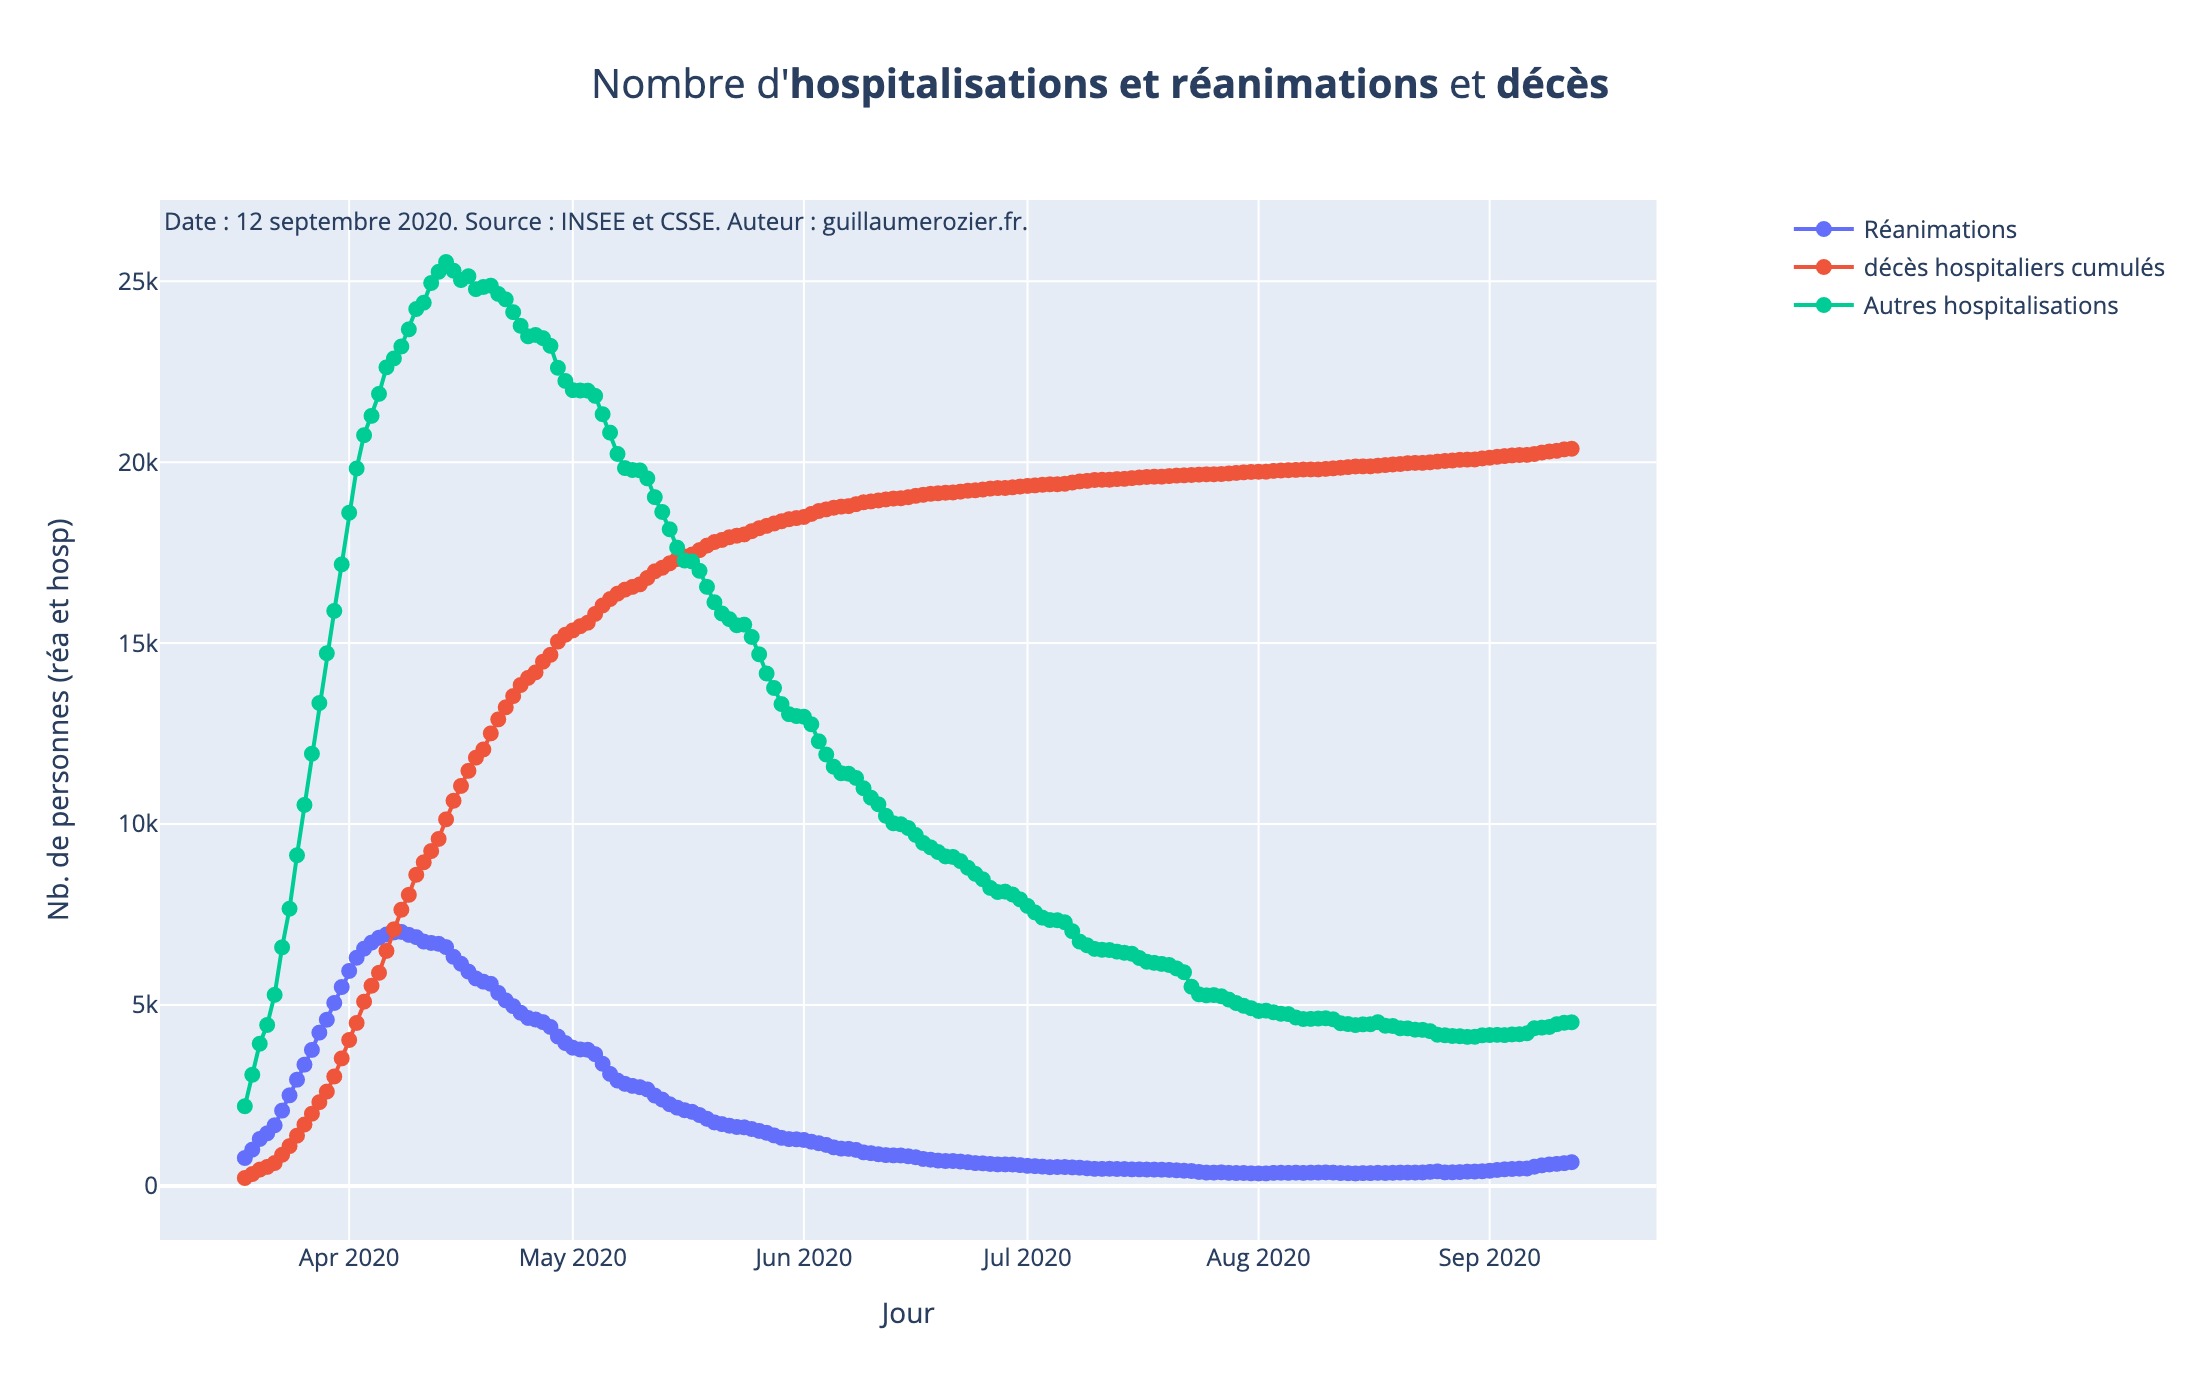 Nombre d'hospitalisations et réanimations et décès
Date : 12 septembre 2020. Source : INSEE et CSSE. Auteur : guillaumerozier.fr.
Réanimations
décès hospitaliers cumulés
Autres hospitalisations
Nb. de personnes (réa et hosp)
25k
20k
15k
10k
5k
0
Apr 2020
May 2020
Jun 2020
Jul 2020
Aug 2020
Sep 2020
Jour